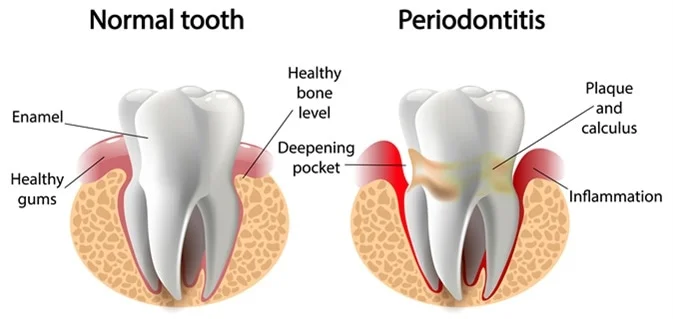 Normal tooth
Enamel
Healthy
gums
Healthy
bone
level
Periodontitis
Deepening
pocket
Plaque
and
calculus
Inflammation